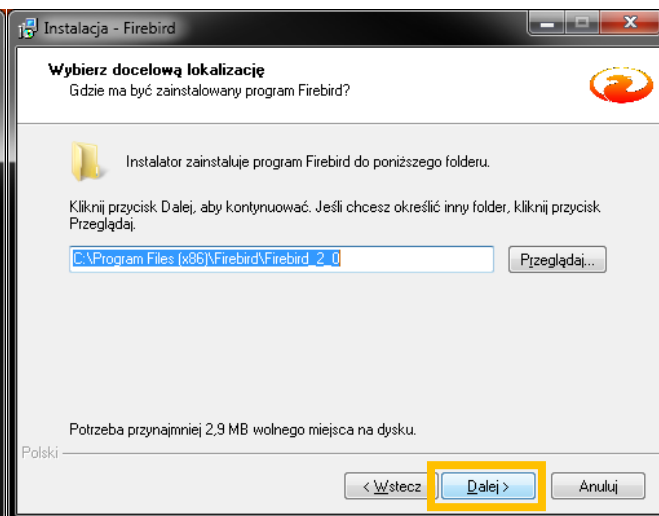 Instalacja - Firebird
Wybierz docelową lokalizację
Gdzie ma być zainstalowany program Firebird?
Instalator zainstaluje program Firebird do poniższego folderu.
Kliknij przycisk Dalej, aby kontynuować. Jeśli chcesz określić inny folder, kliknij przycisk
Przeglądaj.
C:\Program Files (x86)\Firebird\Firebird_2_0
Przeglądaj...
Potrzeba przynajmniej 2,9 MB wolnego miejsca na dysku.
Polski
< Wstecz Dalej > Anuluj